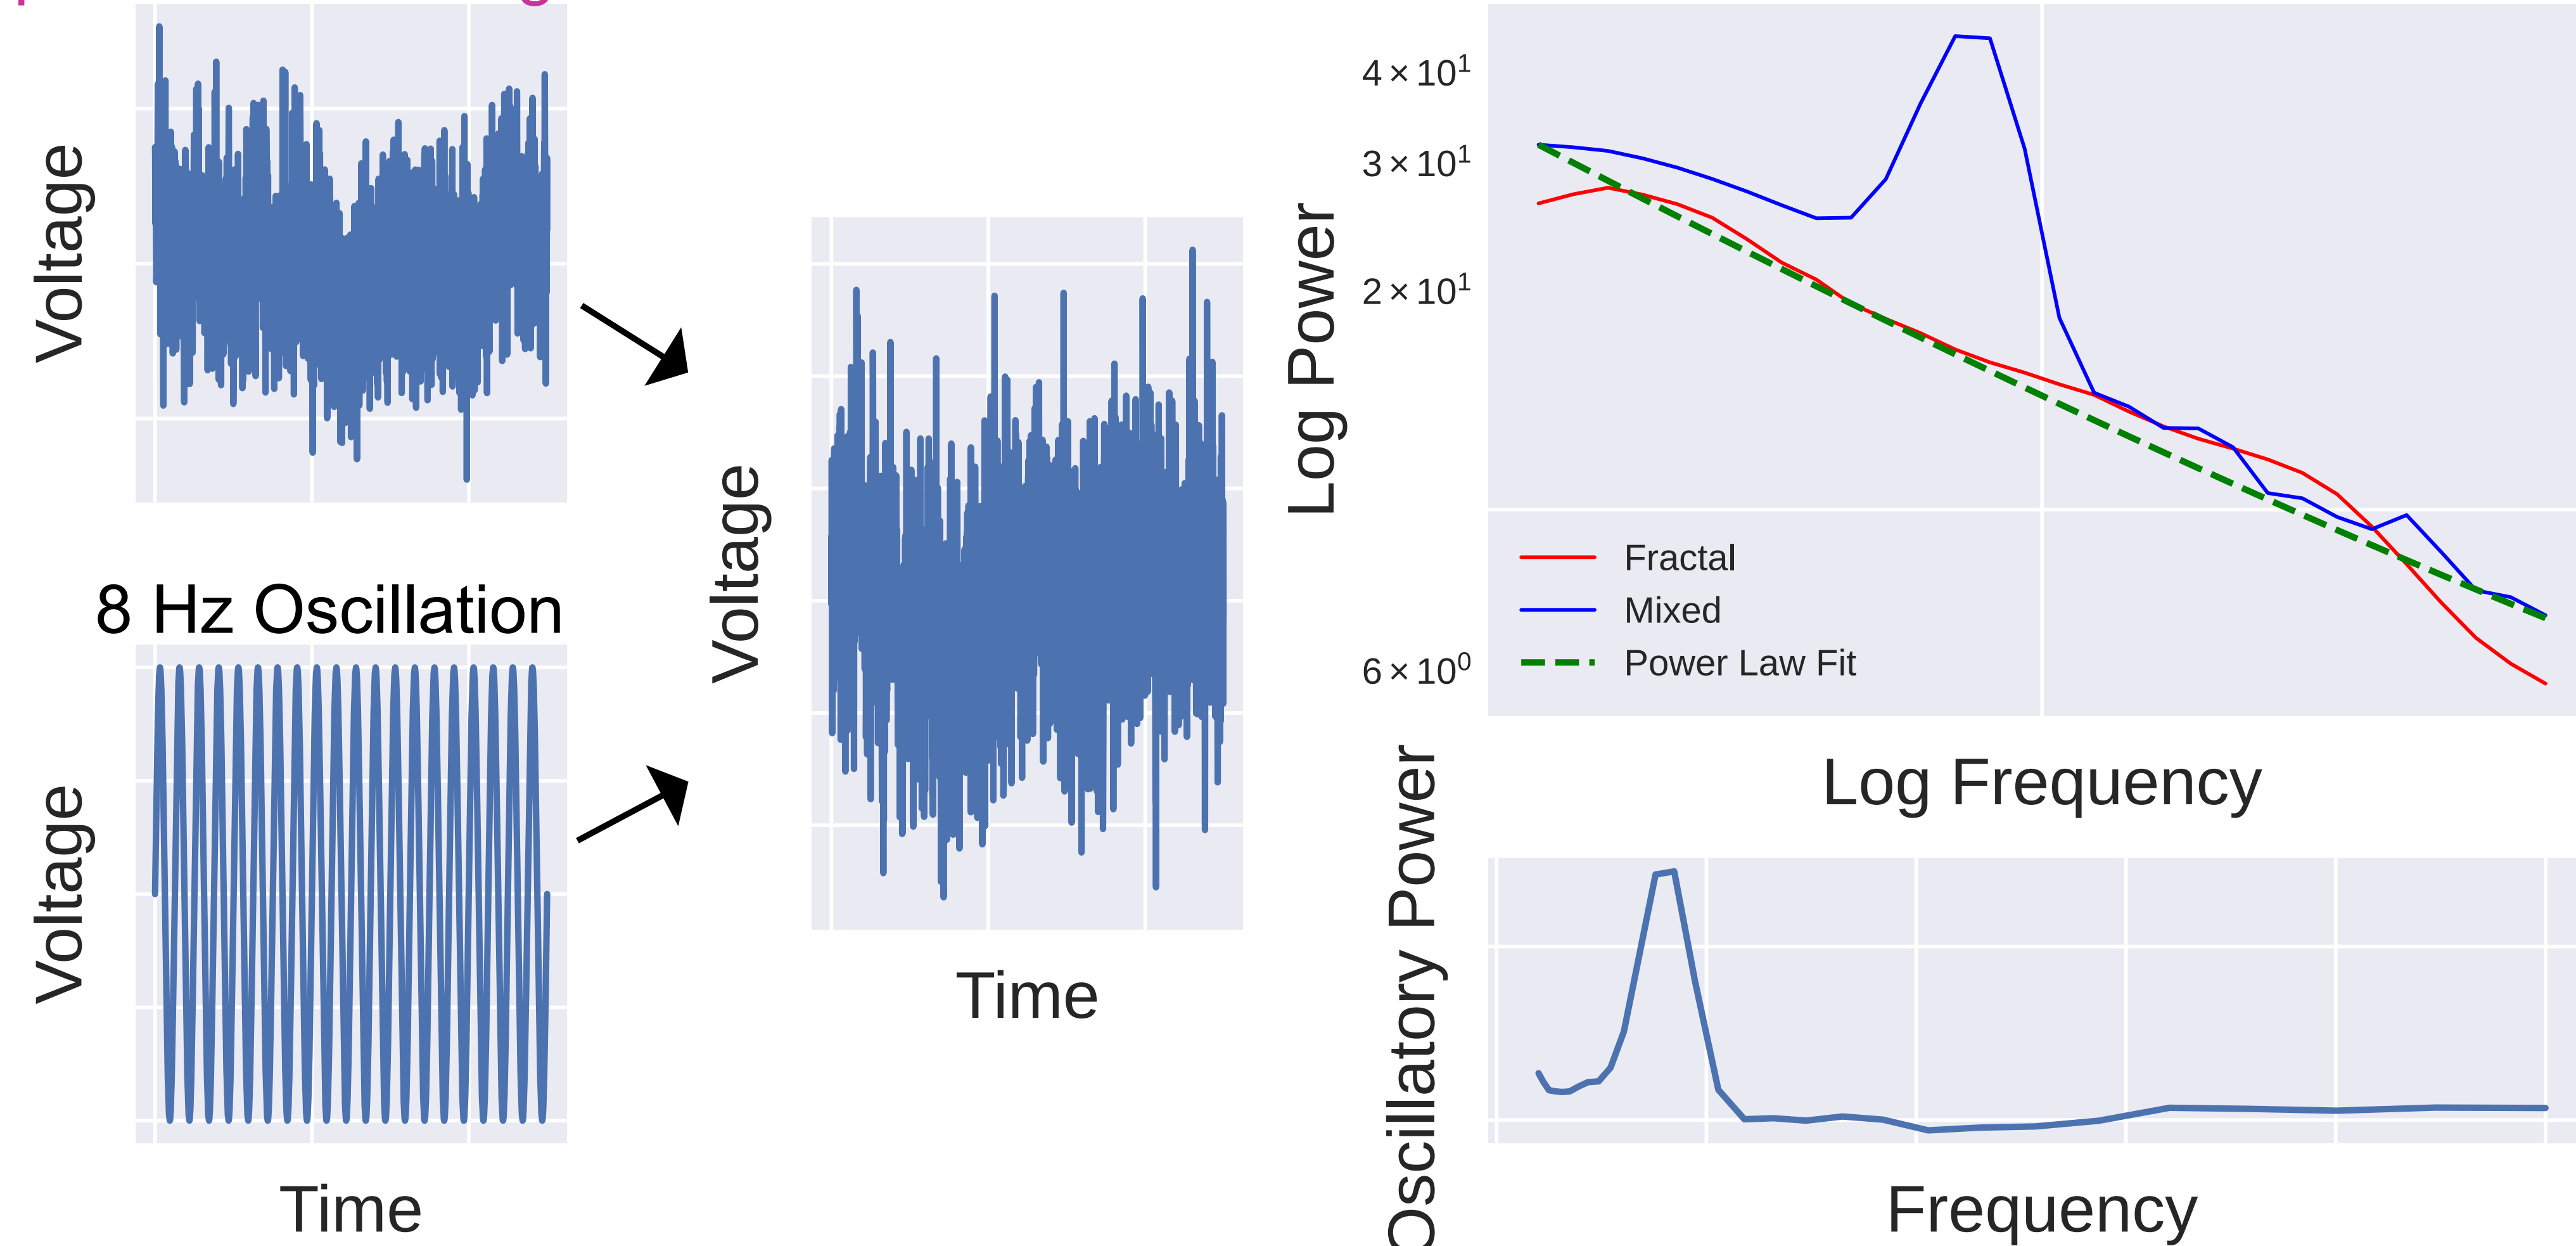 Voltage
8 Hz Oscillation
Voltage
Time
Voltage
Time
Log Power
4×10¹
3×10¹
2×10¹
6×10⁰
Fractal
Mixed
Power Law Fit
Log Frequency
Oscillatory Power
Frequency